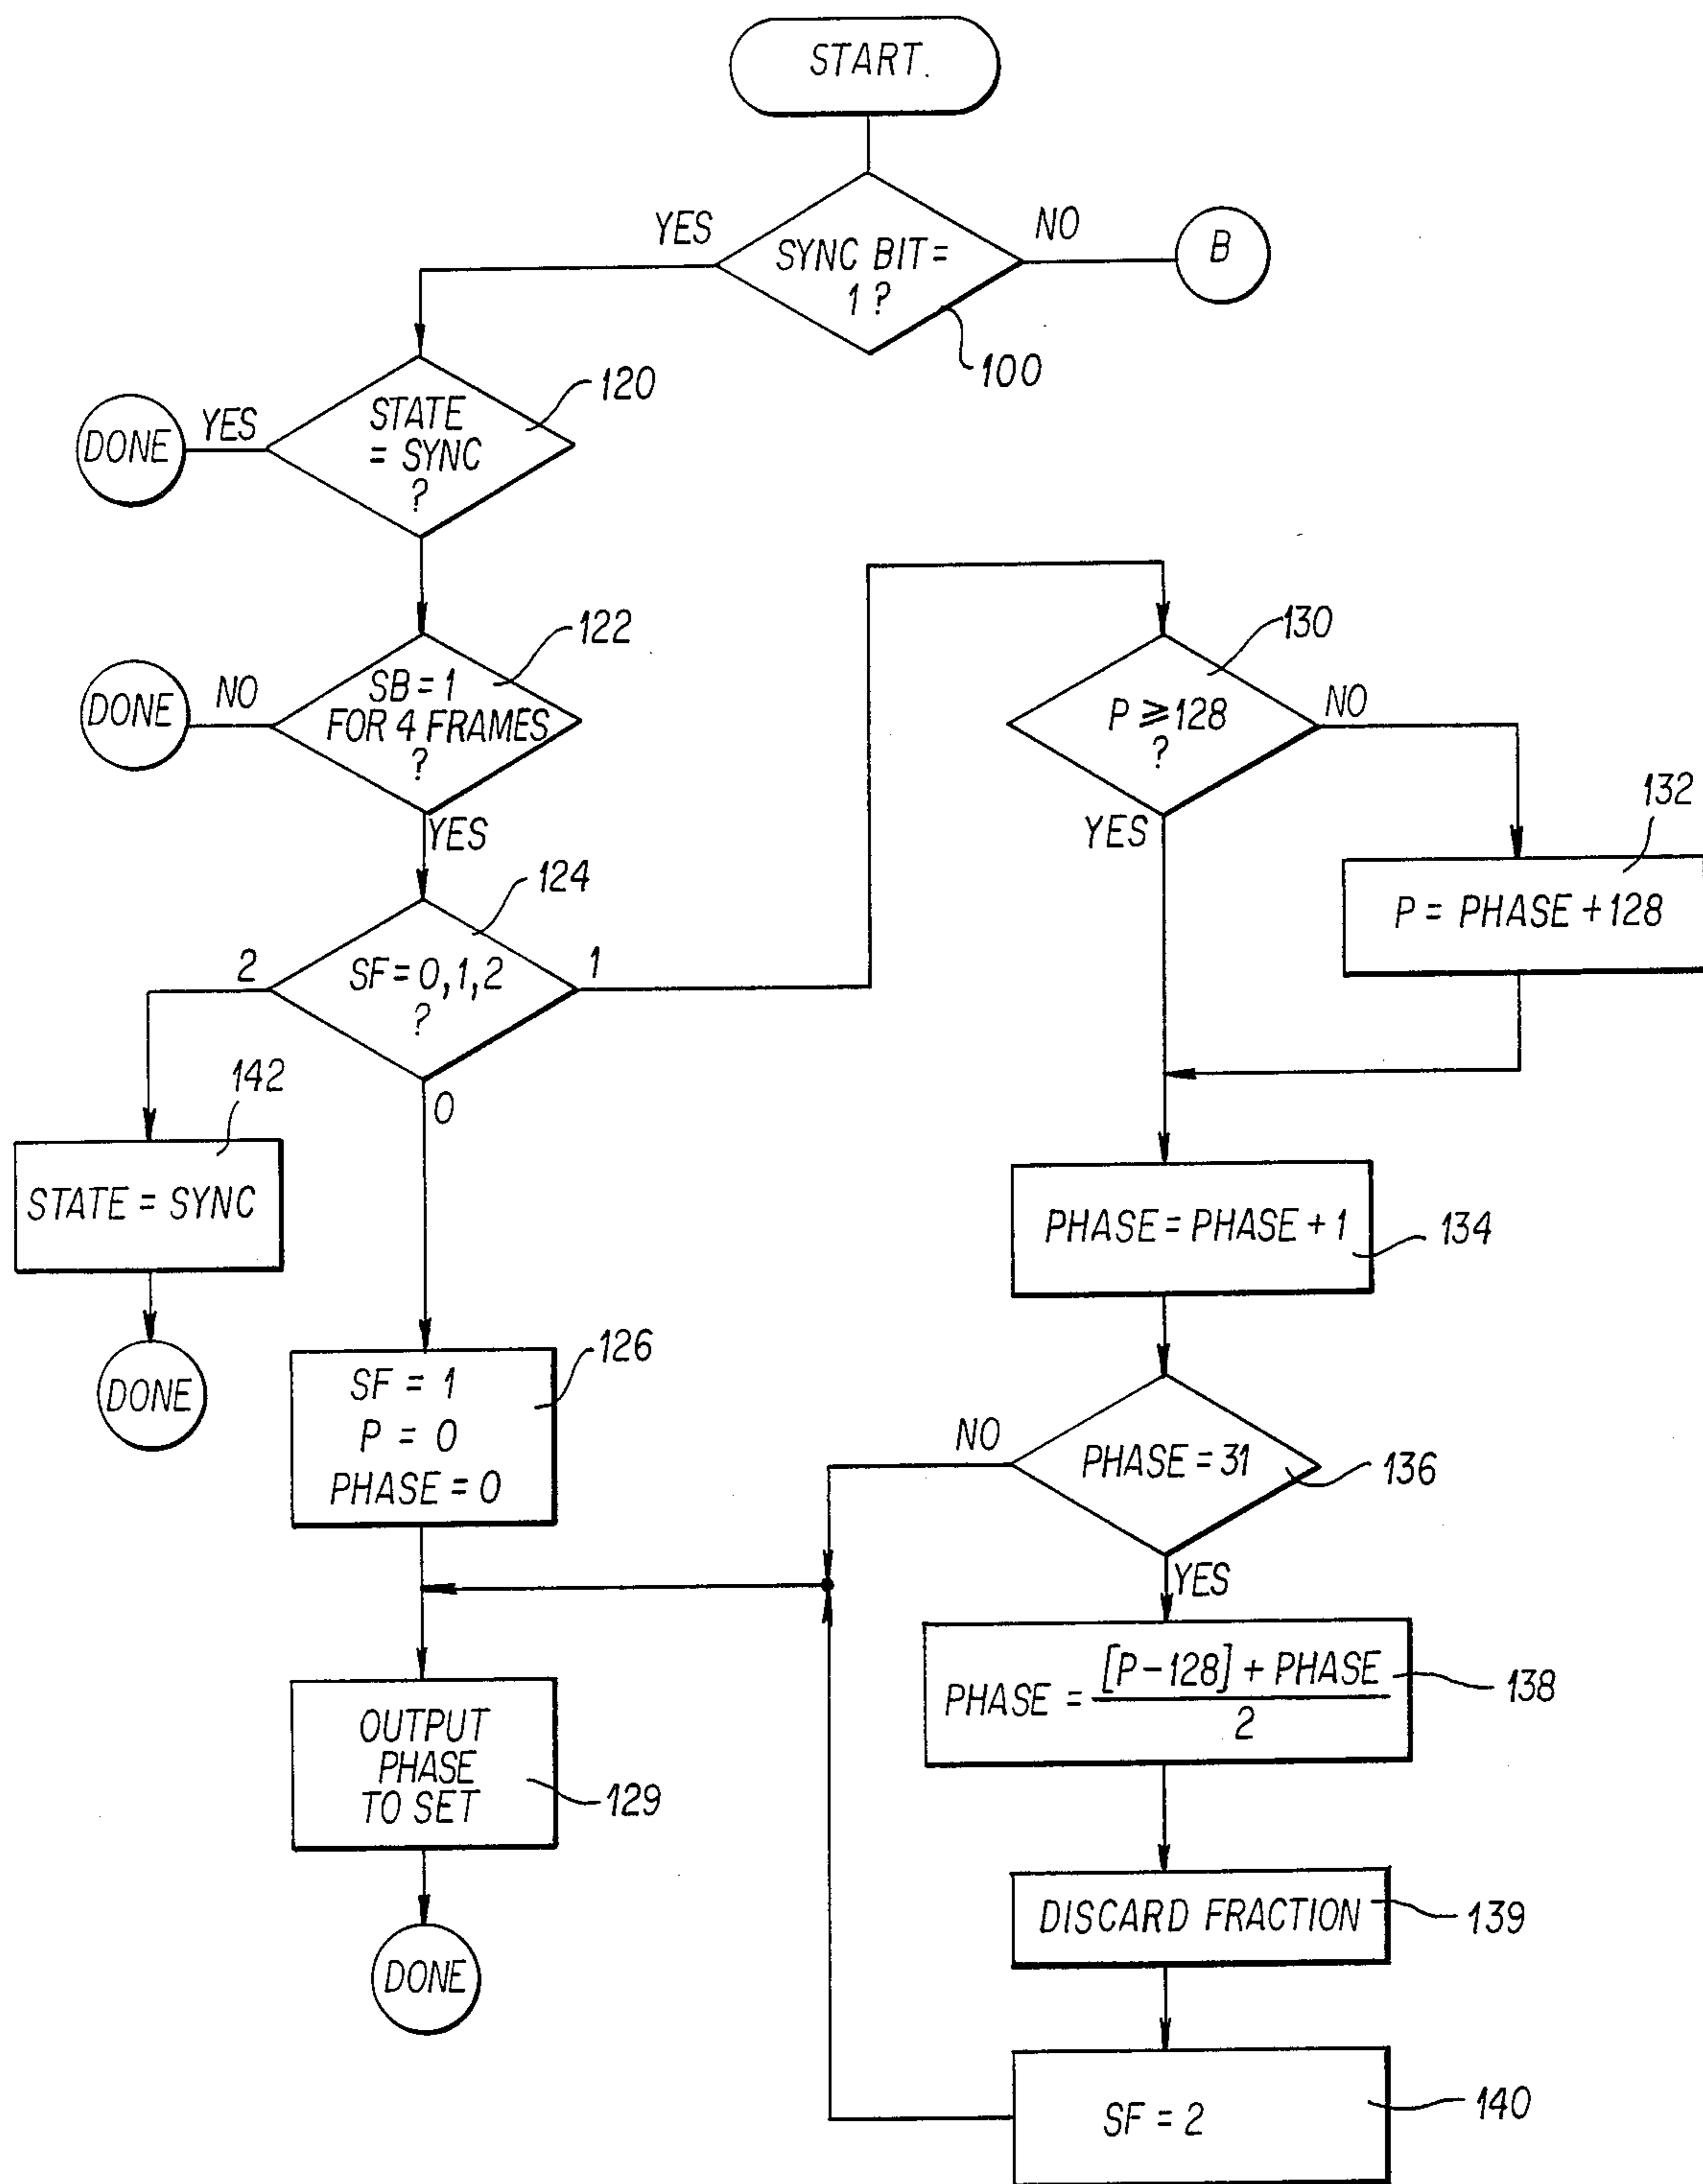 START.
YES
SYNC BIT =
1 ?
NO
B
100
DONE
YES
STATE
= SYNC
?
120
DONE
NO
SB = 1
FOR 4 FRAMES
?
122
YES
130
P ≥ 128
?
NO
YES
132
P = PHASE + 128
124
2
SF = 0, 1, 2
?
1
0
142
STATE = SYNC
DONE
PHASE = PHASE + 1
134
126
SF = 1
P = 0
PHASE = 0
NO
PHASE = 31
136
YES
PHASE = [P - 128] + PHASE
2
138
OUTPUT
PHASE
TO SET
129
DISCARD FRACTION
139
DONE
SF = 2
140